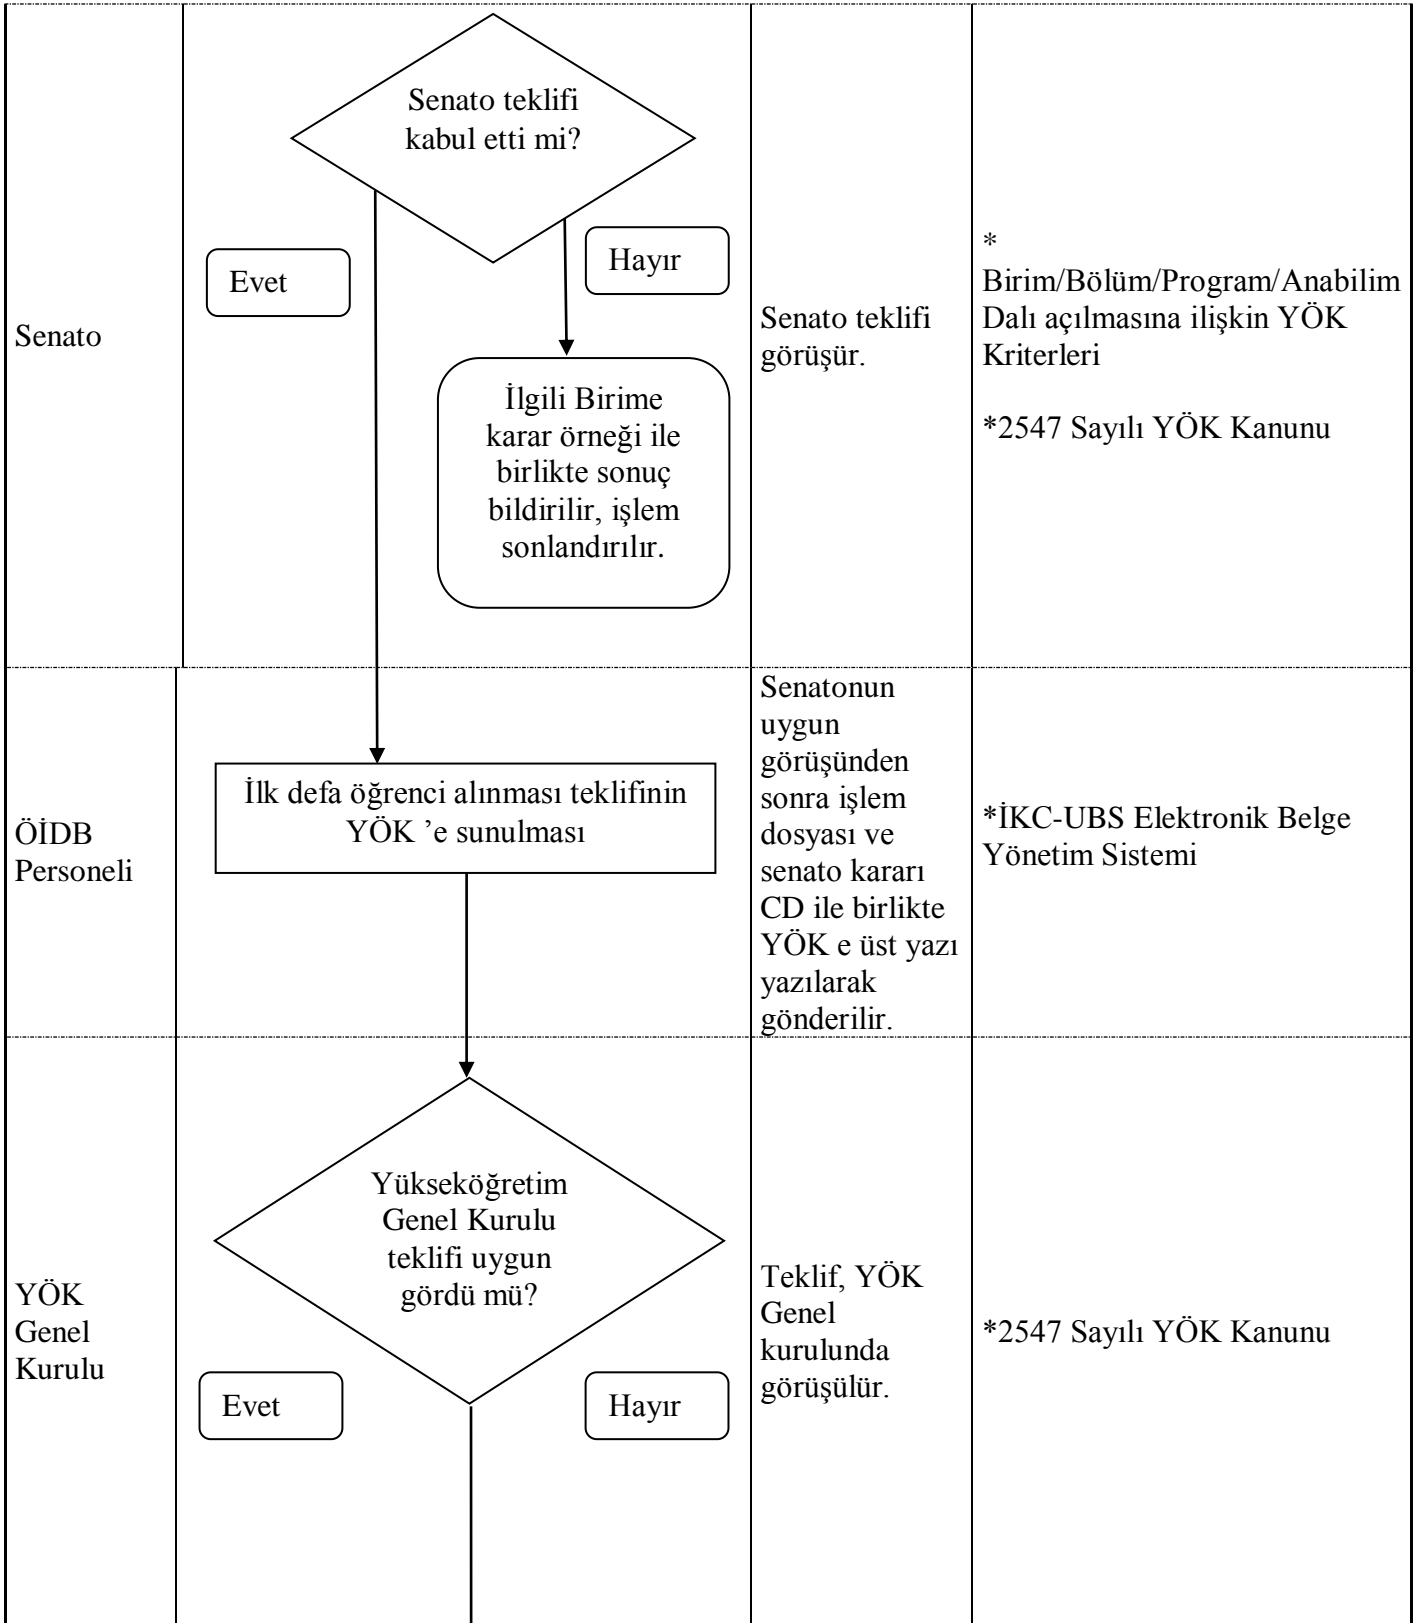 Senato
Senato teklifi
kabul etti mi?
Evet
Hayır
İlgili Birime
karar örneği ile
birlikte sonuç
bildirilir, işlem
sonlandırılır.
Senato teklifi
görüşür.
*
Birim/Bölüm/Program/Anabilim
Dalı açılmasına ilişkin YÖK
Kriterleri
*2547 Sayılı YÖK Kanunu
ÖİDB
Personeli
İlk defa öğrenci alınması teklifinin
YÖK ’e sunulması
Senatonun
uygun
görüşünden
sonra işlem
dosyası ve
senato kararı
CD ile birlikte
YÖK e üst yazı
yazılarak
gönderilir.
*İKC-UBS Elektronik Belge
Yönetim Sistemi
YÖK
Genel
Kurulu
Yükseköğretim
Genel Kurulu
teklifi uygun
gördü mü?
Evet
Hayır
Teklif, YÖK
Genel
kurulunda
görüşülür.
*2547 Sayılı YÖK Kanunu